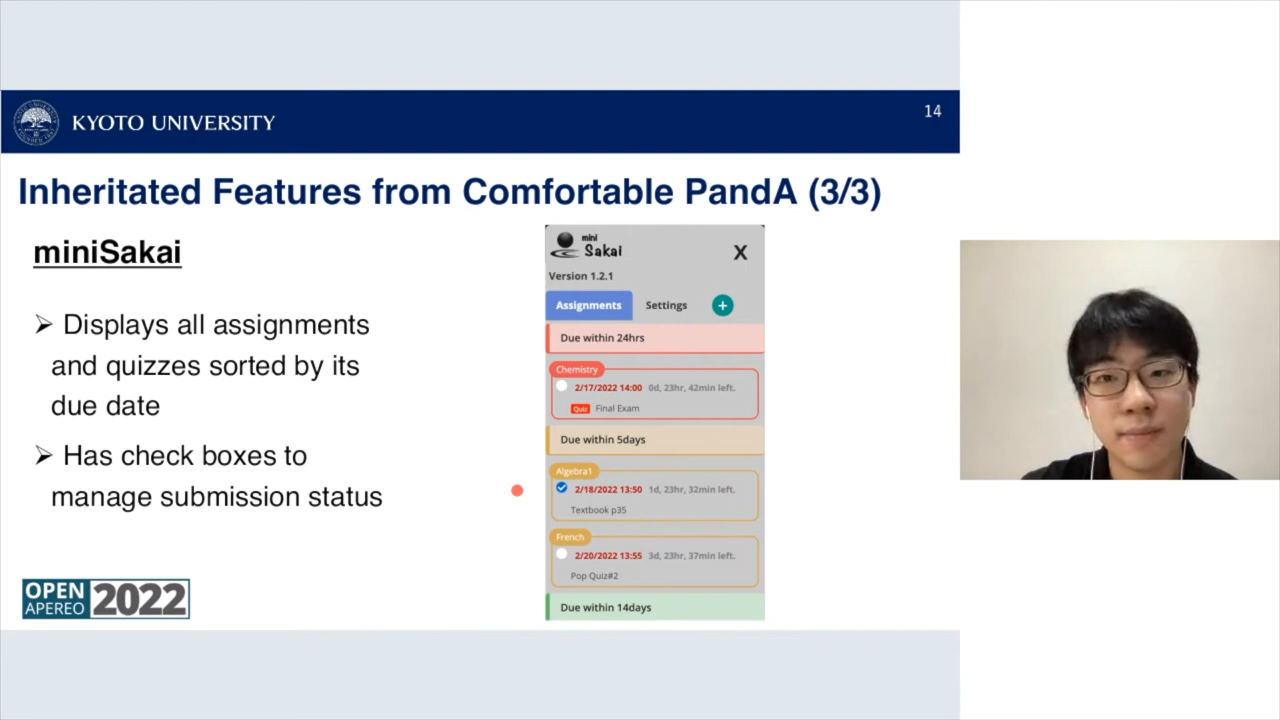 KYOTO UNIVERSITY
14
Inheritated Features from Comfortable PandA (3/3)
miniSakai
➢ Displays all assignments
and quizzes sorted by its
due date
➢ Has check boxes to
manage submission status
mini
Sakai
X
Version 1.2.1
Assignments Settings +
Due within 24hrs
Chemistry
2/17/2022 14:00 0d, 23hr, 42min left.
Quiz Final Exam
Due within 5days
Algebra1
2/18/2022 13:50 1d, 23hr, 32min left.
Textbook p35
French
2/20/2022 13:55 3d, 23hr, 37min left.
Pop Quiz#2
Due within 14days
OPEN
APEREO
2022